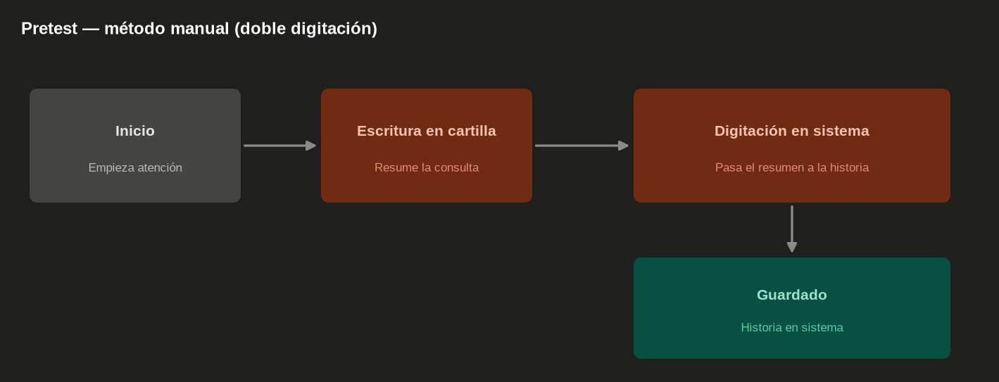 Pretest — método manual (doble digitación)
Inicio
Empieza atención
Escritura en cartilla
Resume la consulta
Digitación en sistema
Pasa el resumen a la historia
Guardado
Historia en sistema